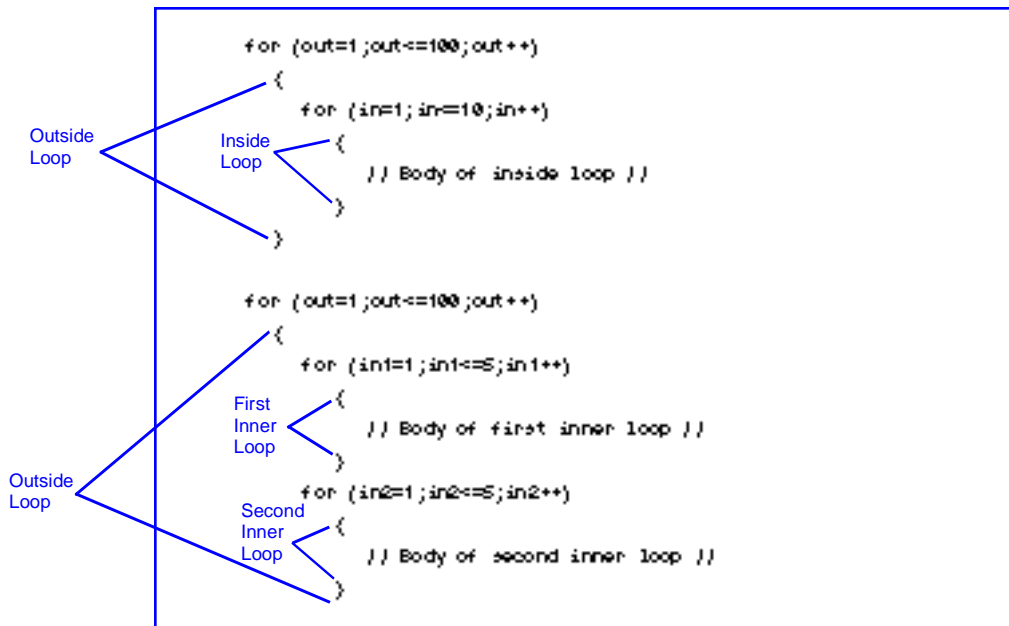 for (out=1;out<=100;out++)
{
for (in=1;in<=10;in++)
Outside
Loop
Inside
Loop
{
// Body of inside loop //
}
}
for (out=1;out<=100;out++)
{
for (in1=1;in1<=5;in1++)
First
Inner
Loop
{
// Body of first inner loop //
}
Outside
Loop
for (in2=1;in2<=5;in2++)
Second
Inner
Loop
{
// Body of second inner loop //
}